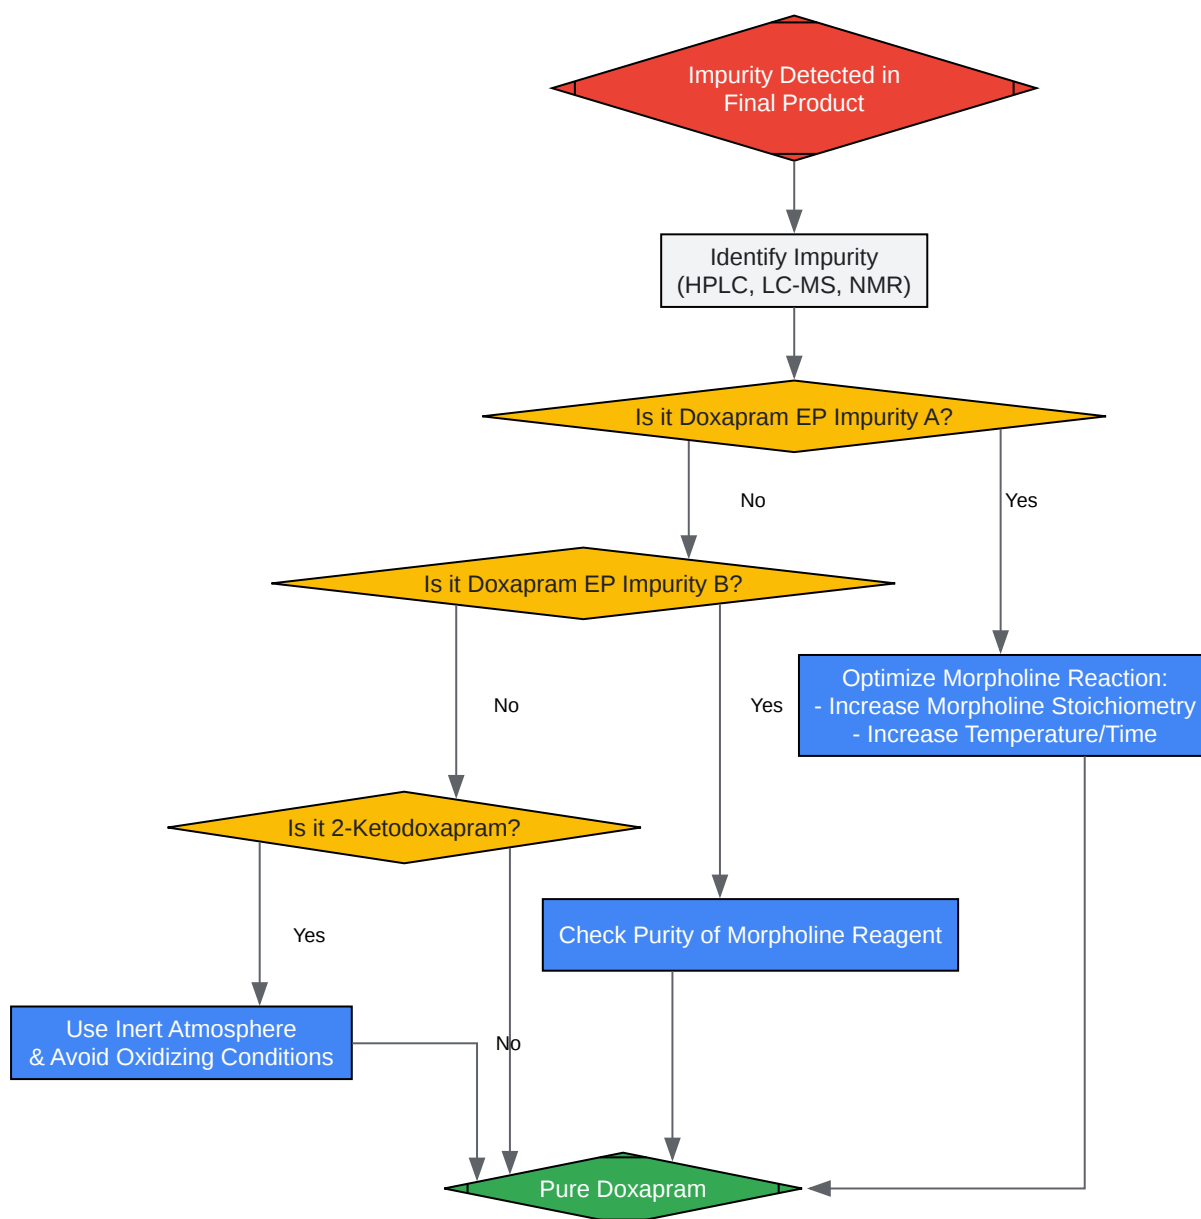 Impurity Detected in
Final Product
Identify Impurity
(HPLC, LC-MS, NMR)
Is it Doxapram EP Impurity A?
No
Yes
Is it Doxapram EP Impurity B?
No
Yes
Optimize Morpholine Reaction:
- Increase Morpholine Stoichiometry
- Increase Temperature/Time
Is it 2-Ketodoxapram?
Yes
Check Purity of Morpholine Reagent
Use Inert Atmosphere
& Avoid Oxidizing Conditions
No
Pure Doxapram